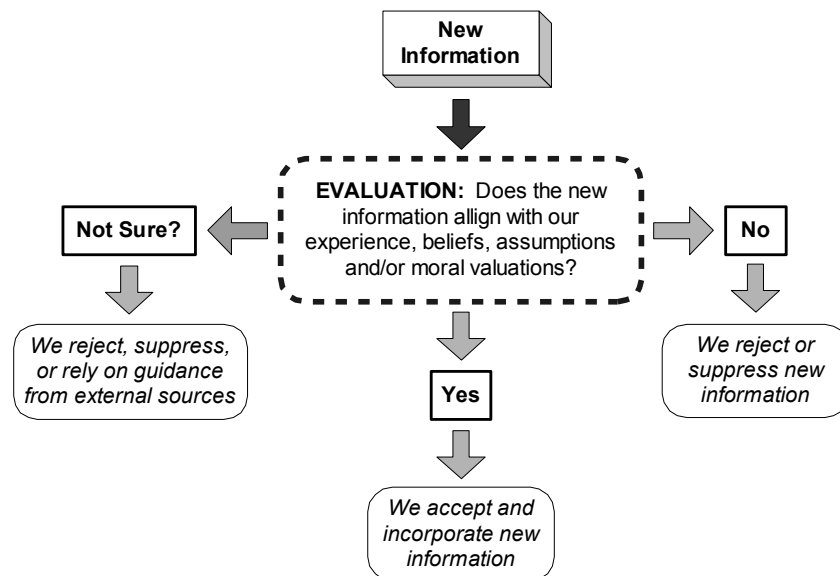 New
Information
EVALUATION: Does the new
information allign with our
experience, beliefs, assumptions
and/or moral valuations?
Not Sure?
No
We reject, suppress,
or rely on guidance
from external sources
Yes
We reject or
suppress new
information
We accept and
incorporate new
information